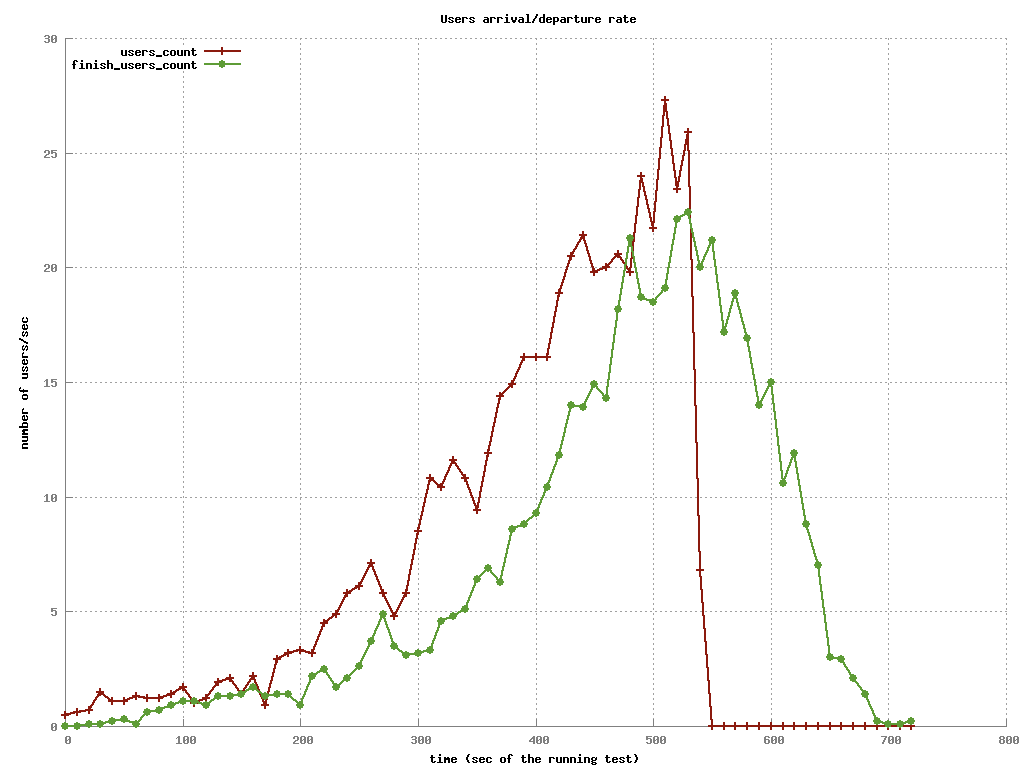 Users arrival/departure rate
users_count
finish_users_count
30
25
20
15
10
5
0
number of users/sec
0 100 200 300 400 500 600 700 800
time (sec of the running test)